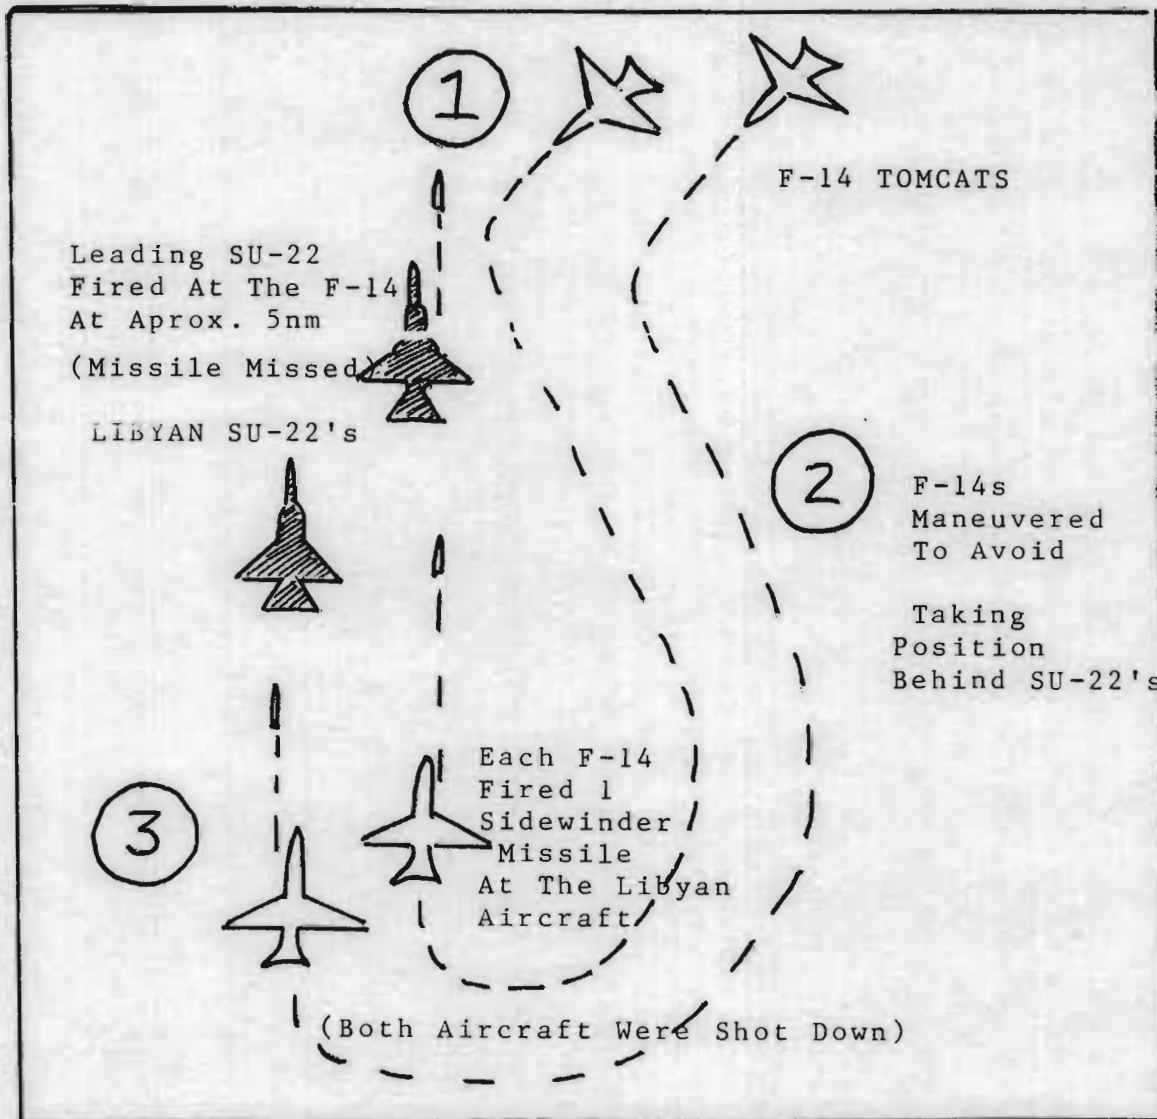 1
F-14 TOMCATS
Leading SU-22
Fired At The F-14
At Aprox. 5nm
(Missile Missed)
LIBYAN SU-22's
2
F-14s
Maneuvered
To Avoid
Taking
Position
Behind SU-22's
3
Each F-14
Fired 1
Sidewinder
Missile
At The Libyan
Aircraft
(Both Aircraft Were Shot Down)